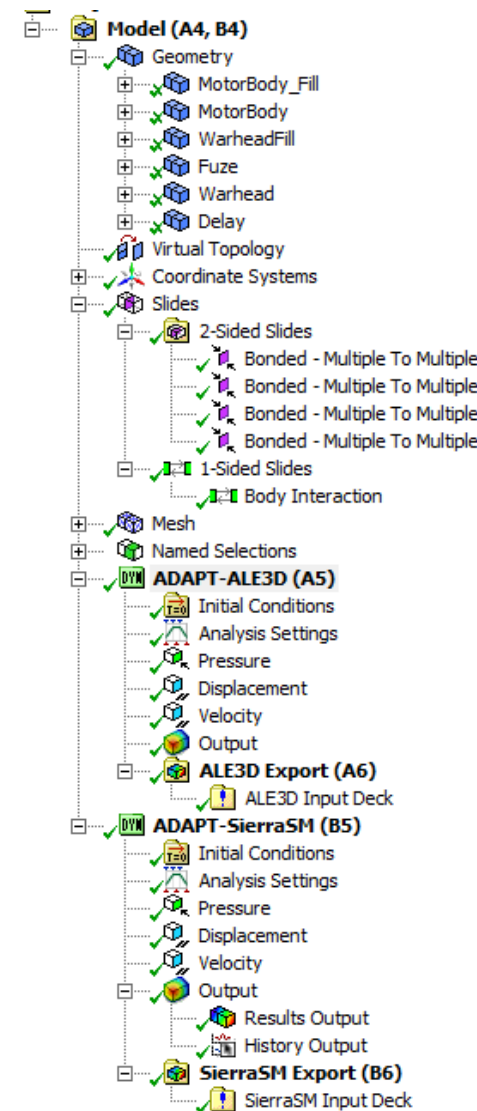 Model (A4, B4)
Geometry
MotorBody_Fill
MotorBody
WarheadFill
Fuze
Warhead
Delay
Virtual Topology
Coordinate Systems
Slides
2-Sided Slides
Bonded - Multiple To Multiple
Bonded - Multiple To Multiple
Bonded - Multiple To Multiple
Bonded - Multiple To Multiple
1-Sided Slides
Body Interaction
Mesh
Named Selections
DYN ADAPT-ALE3D (A5)
T=0 Initial Conditions
Analysis Settings
Pressure
Displacement
Velocity
Output
ALE3D Export (A6)
ALE3D Input Deck
DYN ADAPT-SierraSM (B5)
T=0 Initial Conditions
Analysis Settings
Pressure
Displacement
Velocity
Output
Results Output
History Output
SierraSM Export (B6)
SierraSM Input Deck